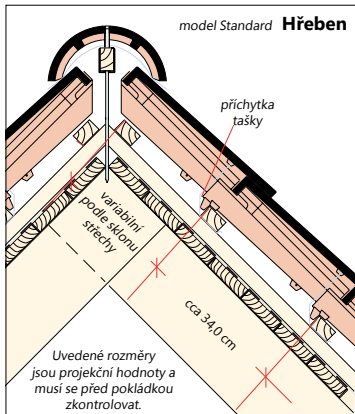 model Standard Hřeben
příchytka
tašky
variabilní
podle sklonu
střechy
cca 34,0 cm
Uvedené rozměry
jsou projekční hodnoty a
musí se před pokládkou
zkontrolovat.